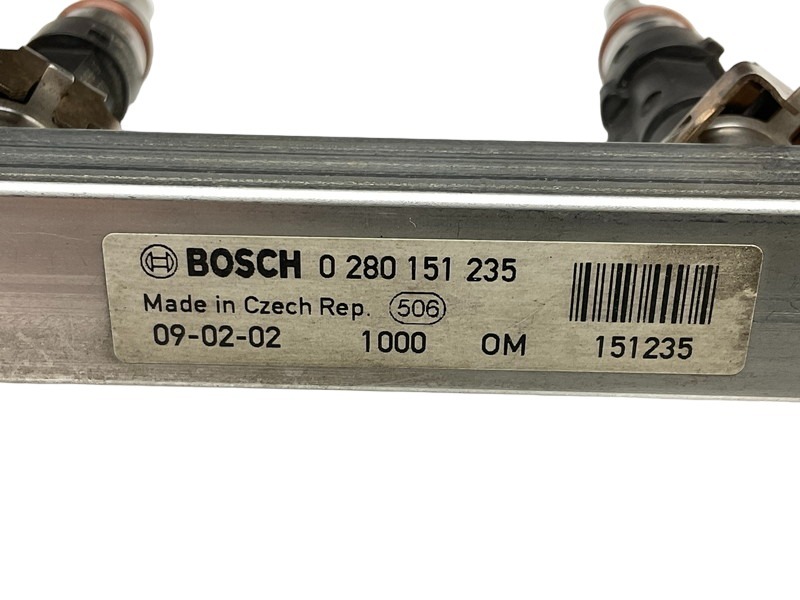 BOSCH 0 280 151 235
Made in Czech Rep. 506
09-02-02 1000 OM 151235